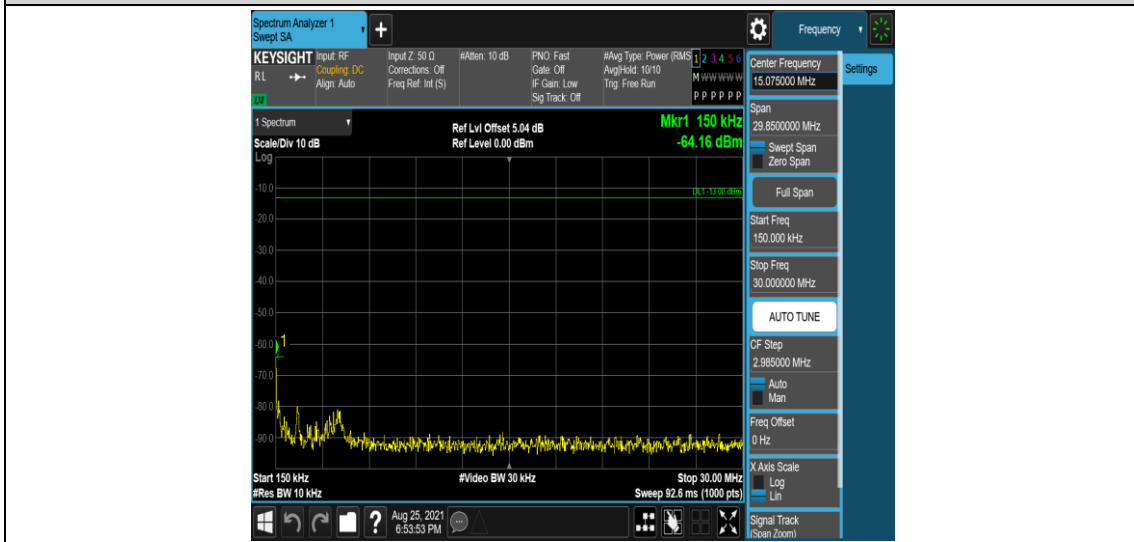 Spectrum Analyzer 1
Swept SA
+
Frequency
KEYSIGHT
RL
Input: RF
Coupling: DC
Align: Auto
Input Z: 50 Ω
Corrections: Off
Freq Ref: Int (S)
#Atten: 10 dB
PNO: Fast
Gate: Off
IF Gain: Low
Sig Track: Off
#Avg Type: Power (RMS
Avg|Hold: 10/10
Trig: Free Run
1 2 3 4 5 6
M W W W W W
P P P P P P
1 Spectrum
Scale/Div 10 dB
Log
Ref Lvl Offset 5.04 dB
Ref Level 0.00 dBm
Mkr1 150 kHz
-64.16 dBm
DL1 -13.00 dBm
-10.0
-20.0
-30.0
-40.0
-50.0
-60.0
1
-70.0
-80.0
-90.0
Start 150 kHz
#Res BW 10 kHz
#Video BW 30 kHz
Stop 30.00 MHz
Sweep 92.6 ms (1000 pts)
?
Aug 25, 2021
6:53:53 PM
Center Frequency
15.075000 MHz
Settings
Span
29.8500000 MHz
Swept Span
Zero Span
Full Span
Start Freq
150.000 kHz
Stop Freq
30.000000 MHz
AUTO TUNE
CF Step
2.985000 MHz
Auto
Man
Freq Offset
0 Hz
X Axis Scale
Log
Lin
Signal Track
(Span Zoom)